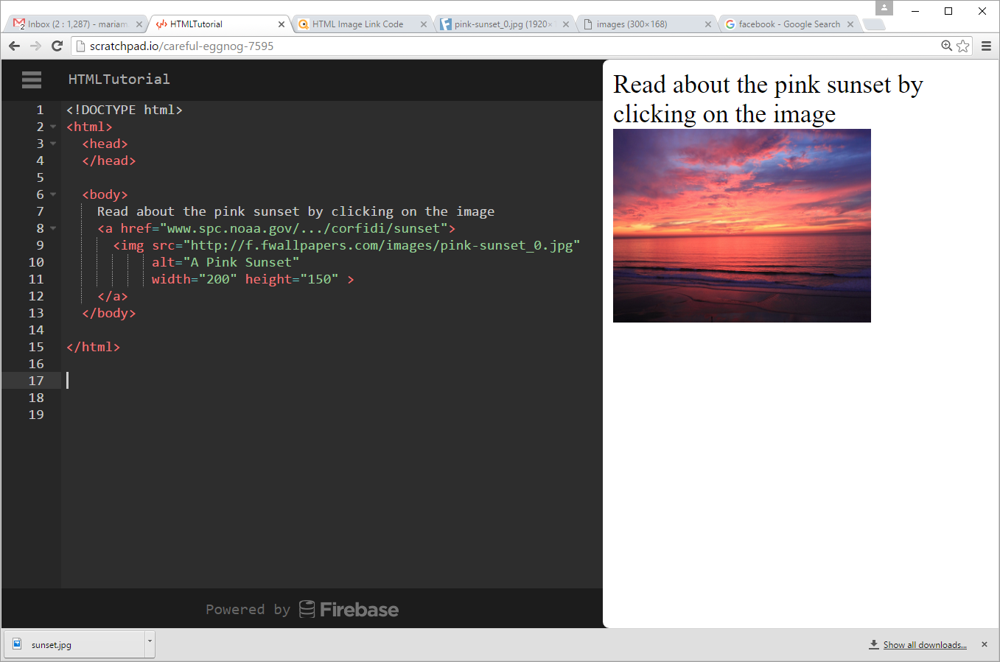 Inbox (2 : 1,287) - mariam
HTMLTutorial
HTML Image Link Code
pink-sunset_0.jpg (1920×
images (300×168)
facebook - Google Search
scratchpad.io/careful-eggnog-7595
HTMLTutorial
1 <!DOCTYPE html>
2 <html>
3 <head>
4 </head>
5
6 <body>
7 Read about the pink sunset by clicking on the image
8 <a href="www.spc.noaa.gov/.../corfidi/sunset">
9 <img src="http://f.fwallpapers.com/images/pink-sunset_0.jpg"
10 alt="A Pink Sunset"
11 width="200" height="150" >
12 </a>
13 </body>
14
15 </html>
16
17
18
19
Powered by Firebase
Read about the pink sunset by
clicking on the image
sunset.jpg
Show all downloads...